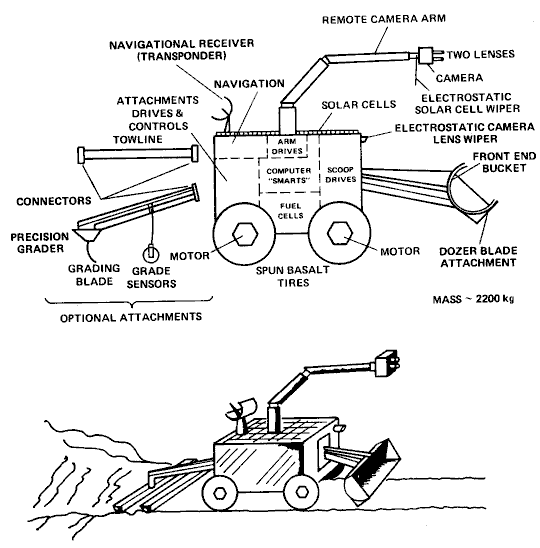 REMOTE CAMERA ARM
NAVIGATIONAL RECEIVER
(TRANSPONDER)
TWO LENSES
CAMERA
NAVIGATION
ELECTROSTATIC
SOLAR CELL WIPER
ATTACHMENTS
DRIVES &
CONTROLS
SOLAR CELLS
ELECTROSTATIC CAMERA
LENS WIPER
TOWLINE
ARM
DRIVES
FRONT END
BUCKET
COMPUTER
"SMARTS"
SCOOP
DRIVES
CONNECTORS
FUEL
CELLS
PRECISION
GRADER
MOTOR
MOTOR
DOZER BLADE
ATTACHMENT
GRADING
BLADE
GRADE
SENSORS
SPUN BASALT
TIRES
MASS ~ 2200 kg
OPTIONAL ATTACHMENTS